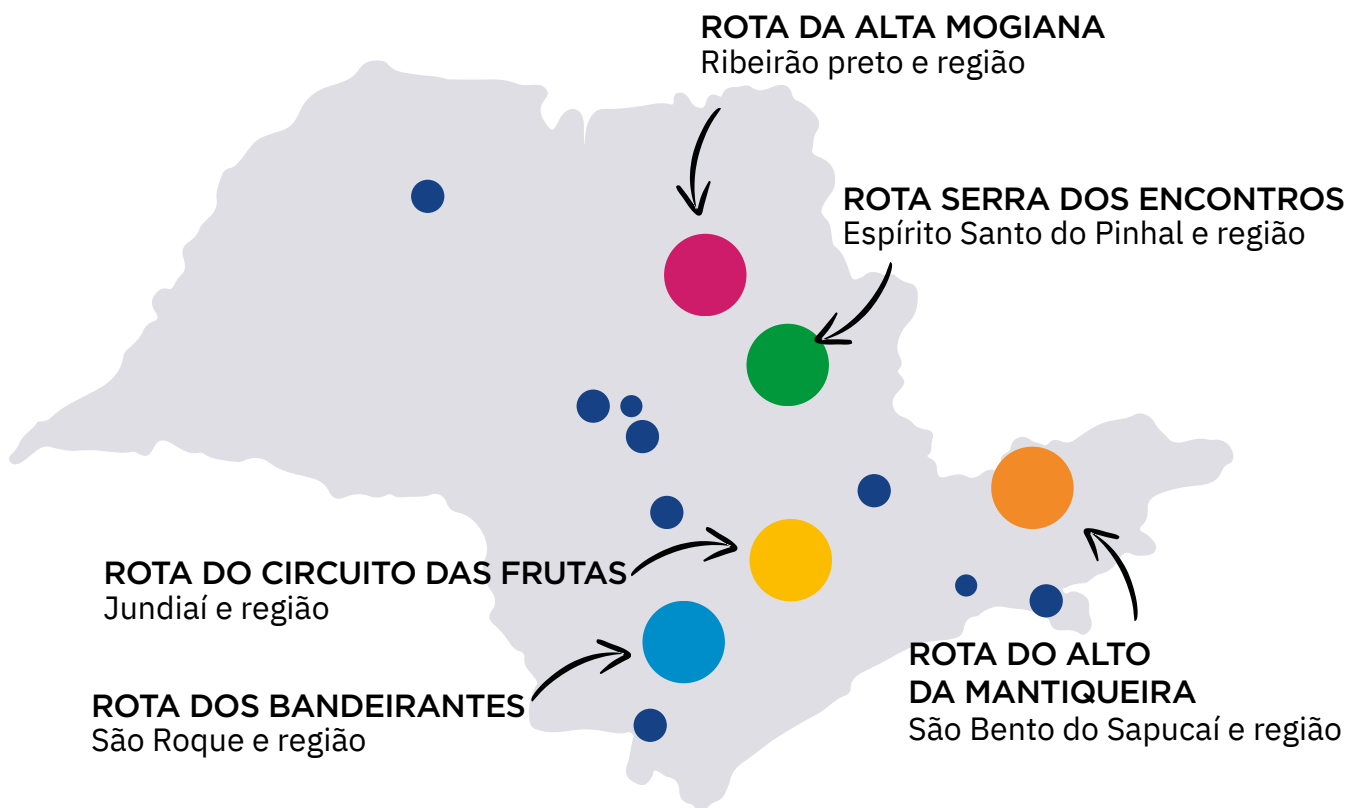 ROTA DA ALTA MOGIANA
Ribeirão preto e região
ROTA SERRA DOS ENCONTROS
Espírito Santo do Pinhal e região
ROTA DO CIRCUITO DAS FRUTAS
Jundiaí e região
ROTA DO ALTO
DA MANTIQUEIRA
São Bento do Sapucaí e região
ROTA DOS BANDEIRANTES
São Roque e região